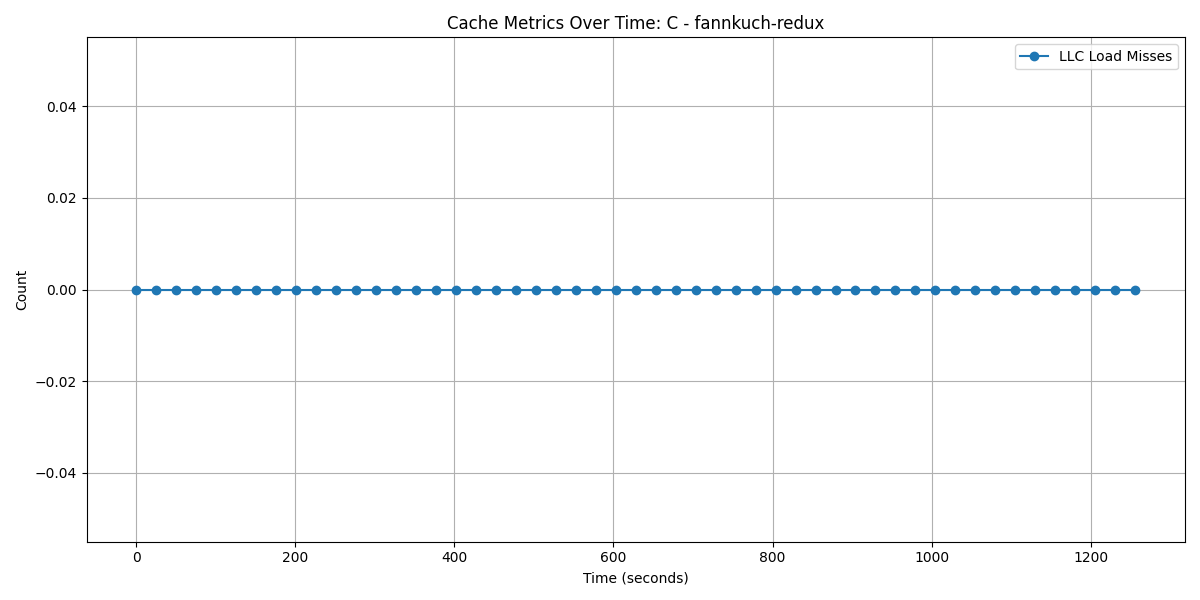 Cache Metrics Over Time: C - fannkuch-redux
LLC Load Misses
0.04
0.02
0.00
−0.02
−0.04
Count
0 200 400 600 800 1000 1200
Time (seconds)